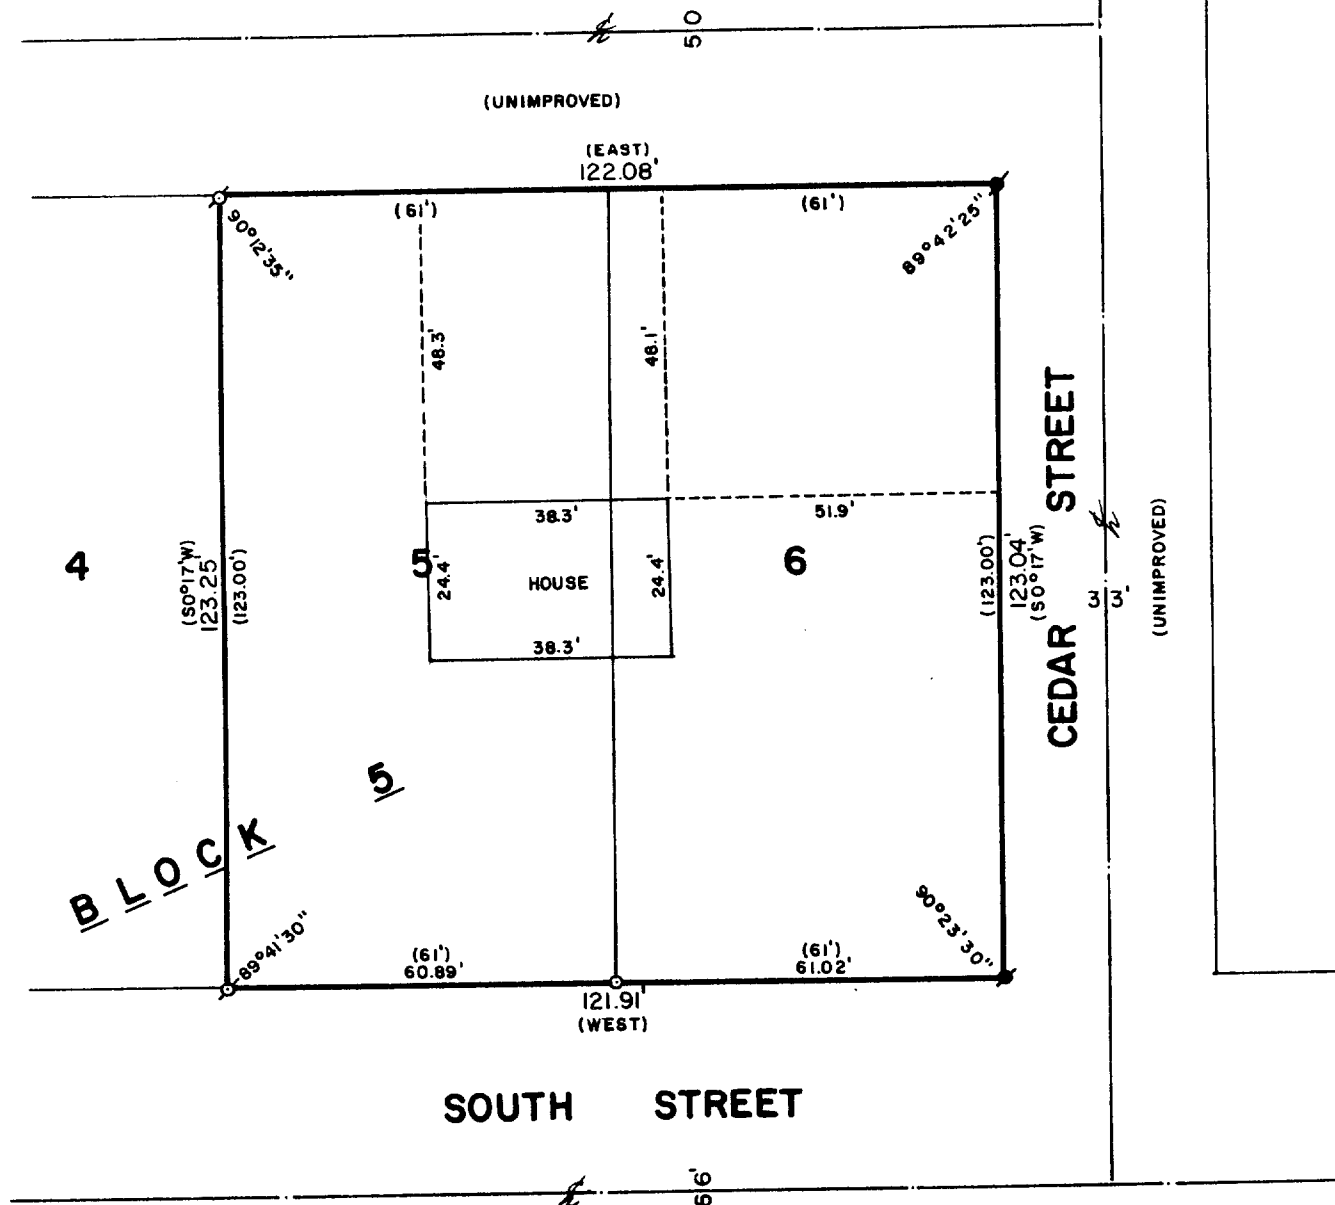 50
(UNIMPROVED)
(EAST)
122.08'
(61')
(61')
90°12'35"
89°42'25"
48.3'
48.1'
38.3'
51.9'
4
5
24.4'
HOUSE
24.4'
6
38.3'
(S0°17'W)
123.25'
(123.00')
(123.00')
123.04'
(S0°17'W)
CEDAR STREET
33'
(UNIMPROVED)
BLOCK 5
89°41'30"
90°23'30"
(61')
60.89'
(61')
61.02'
121.91'
(WEST)
SOUTH STREET
66'